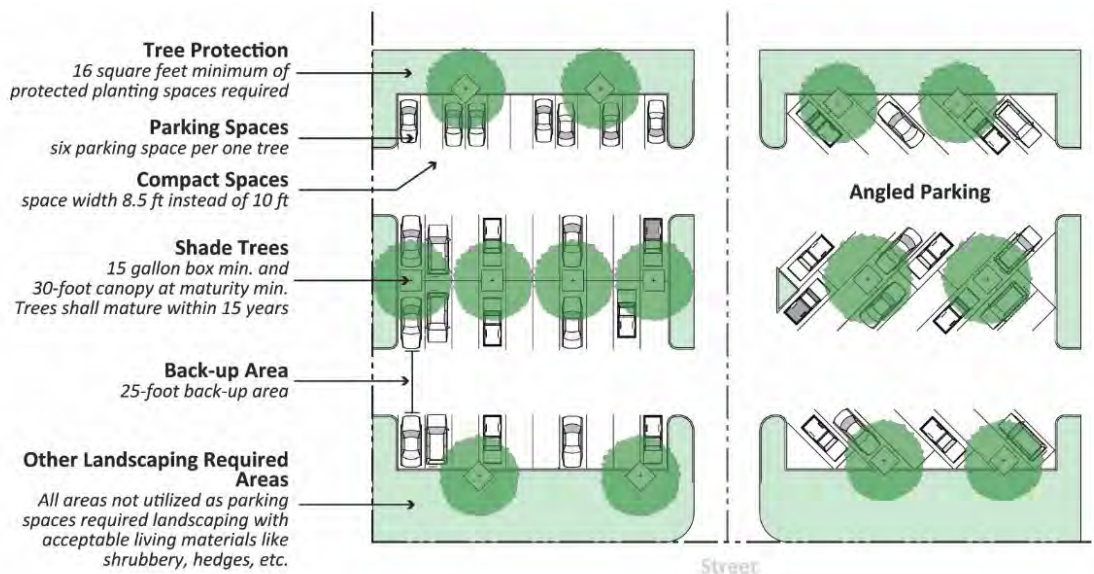 Tree Protection
16 square feet minimum of
protected planting spaces required
Parking Spaces
six parking space per one tree
Compact Spaces
space width 8.5 ft instead of 10 ft
Angled Parking
Shade Trees
15 gallon box min. and
30-foot canopy at maturity min.
Trees shall mature within 15 years
Back-up Area
25-foot back-up area
Other Landscaping Required
Areas
All areas not utilized as parking
spaces required landscaping with
acceptable living materials like
shrubbery, hedges, etc.
Street